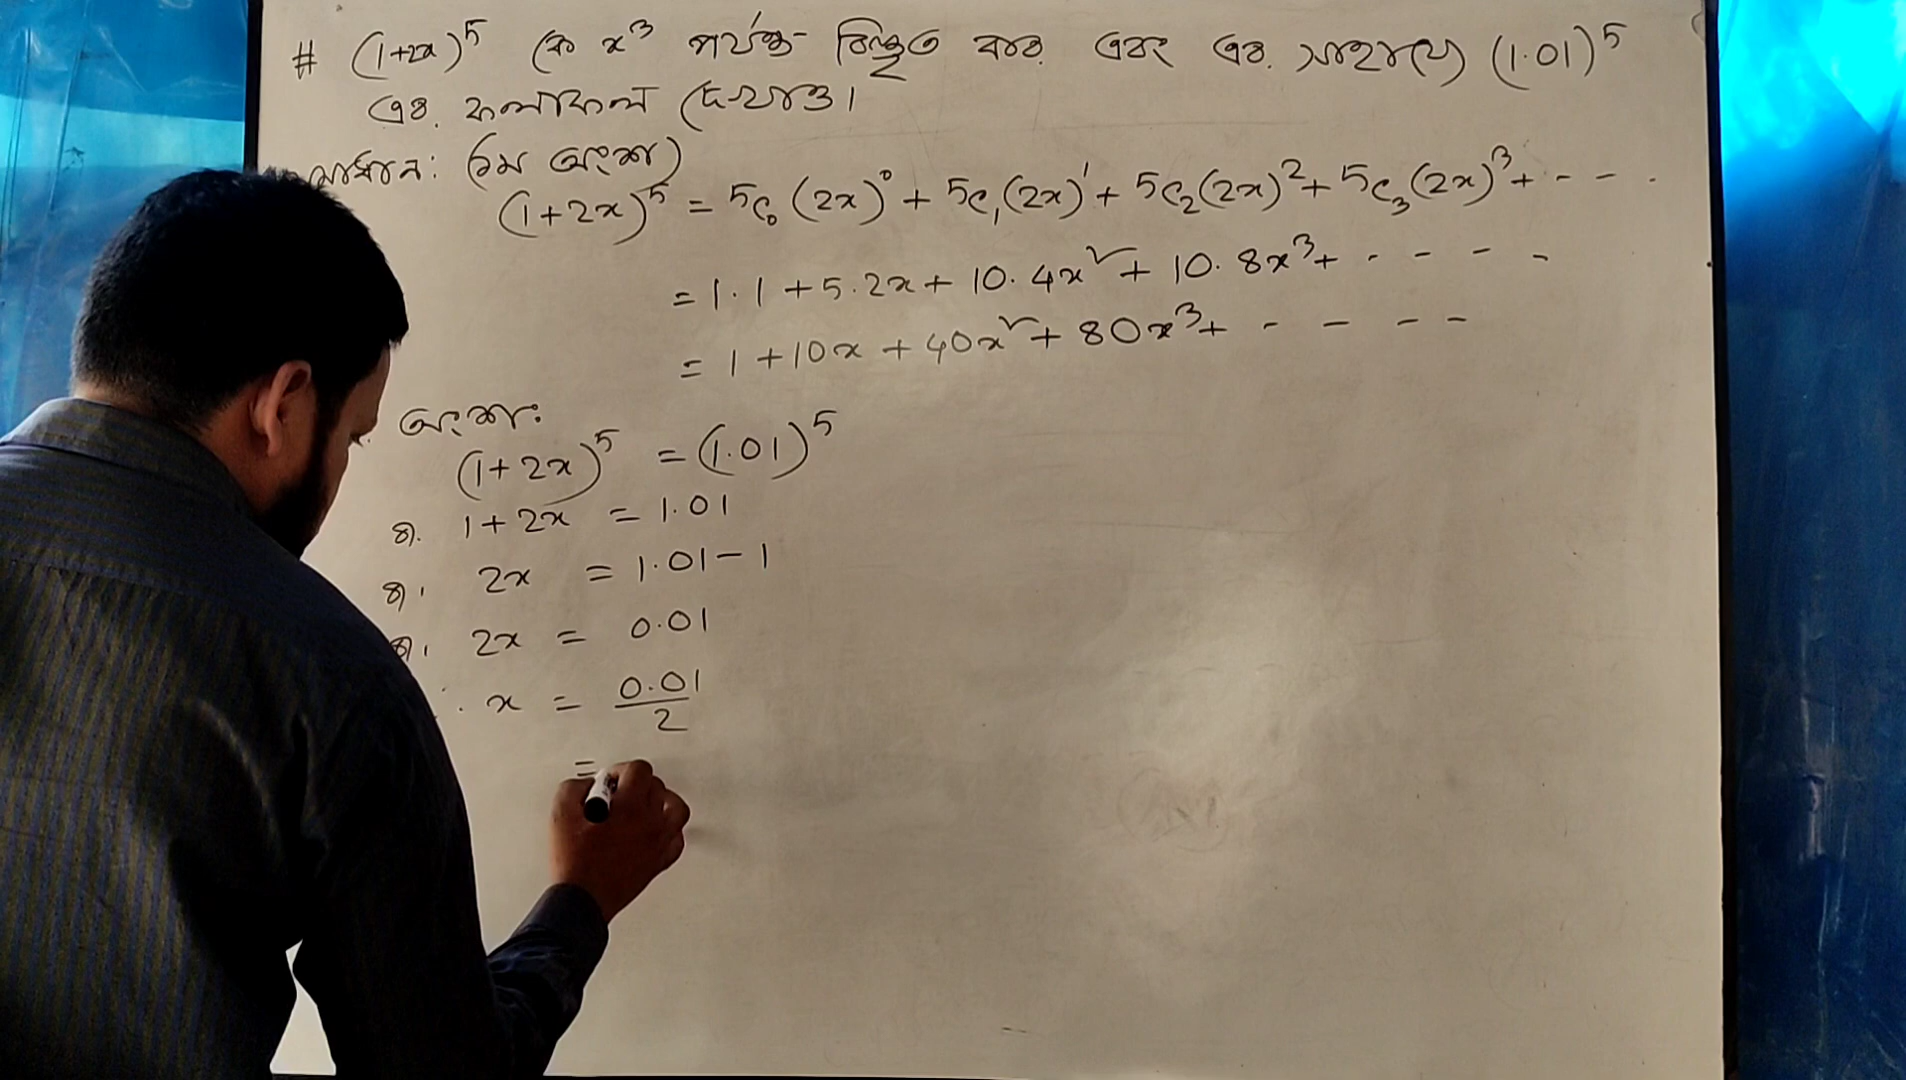 # (1+2x)⁵ কে x³ পর্যন্ত বিস্তৃত কর এবং এর সাহায্যে (1.01)⁵
এর ফলাফল দেখাও।
১ম অংশ)
(1+2x)⁵ = 5c₀ (2x)⁰ + 5c₁(2x)¹ + 5c₂(2x)² + 5c₃(2x)³ + - - - .
= 1.1 + 5.2x + 10.4x² + 10.8x³ + - - - -
= 1 + 10x + 40x² + 80x³ + - - - -
অংশ:
(1+2x)⁵ = (1.01)⁵
বা. 1+2x = 1.01
বা, 2x = 1.01 - 1
বা, 2x = 0.01
∴ x = 0.01/2
=